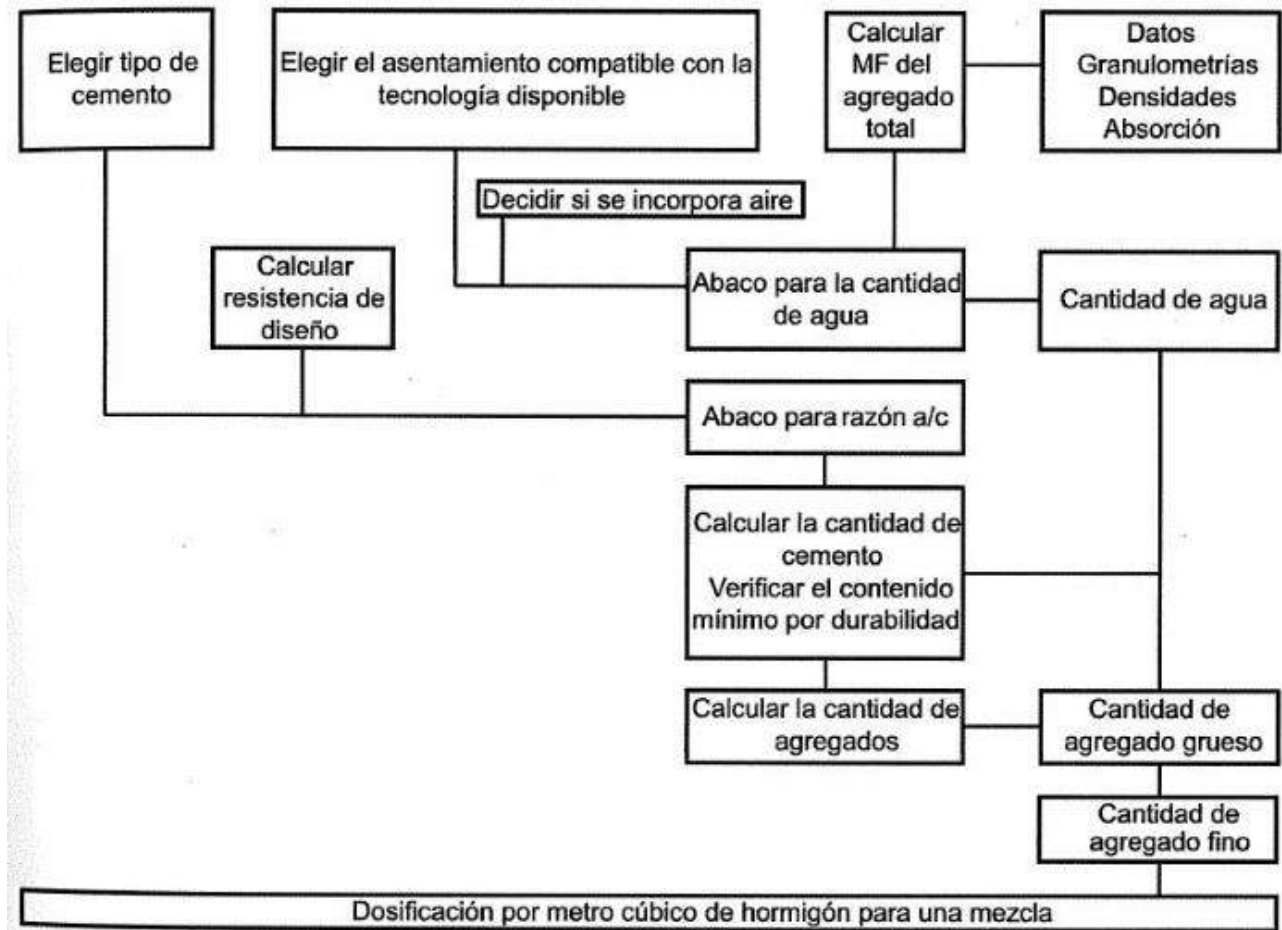 Elegir tipo de
cemento
Elegir el asentamiento compatible con la
tecnología disponible
Calcular
MF del
agregado
total
Datos
Granulometrías
Densidades
Absorción
Decidir si se incorpora aire
Calcular
resistencia de
diseño
Abaco para la cantidad
de agua
Cantidad de agua
Abaco para razón a/c
Calcular la cantidad de
cemento
Verificar el contenido
mínimo por durabilidad
Calcular la cantidad de
agregados
Cantidad de
agregado grueso
Cantidad de
agregado fino
Dosificación por metro cúbico de hormigón para una mezcla